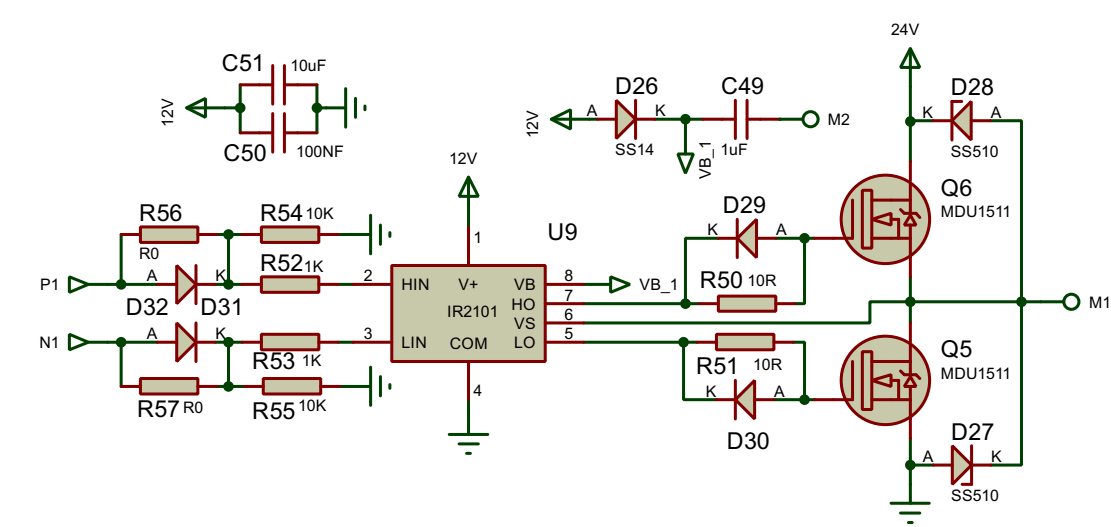 24V
C51 10uF
12V
C50 100NF
D26
A K
12V
SS14
VB_1
C49
1uF
M2
D28
K A
SS510
12V
Q6
MDU1511
D29
K A
R56
R0
R54 10K
R52 1K
P1
A K
D32 D31
N1
A K
R53 1K
R57 R0
R55 10K
U9
1
2 HIN V+ VB 8 VB_1
IR2101 HO 7
VS 6
3 LIN COM LO 5
4
R50 10R
M1
R51 10R
K A
D30
Q5
MDU1511
D27
A K
SS510